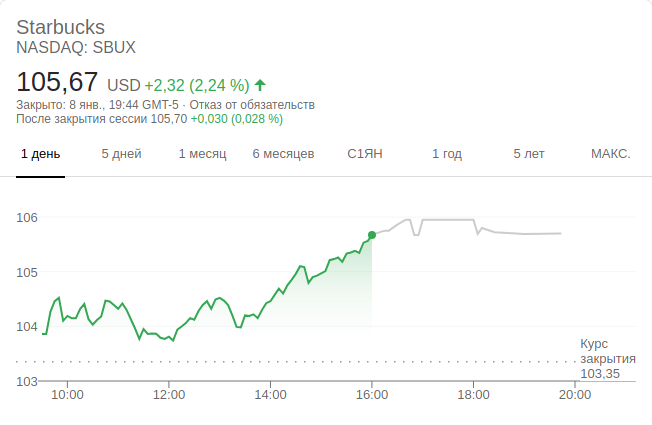 Starbucks
NASDAQ: SBUX
105,67 USD +2,32 (2,24 %)
Закрыто: 8 янв., 19:44 GMT-5 · Отказ от обязательств
После закрытия сессии 105,70 +0,030 (0,028 %)
1 день 5 дней 1 месяц 6 месяцев С1ЯН 1 год 5 лет МАКС.
106
105
104
Курс
закрытия
103,35
103
10:00 12:00 14:00 16:00 18:00 20:00